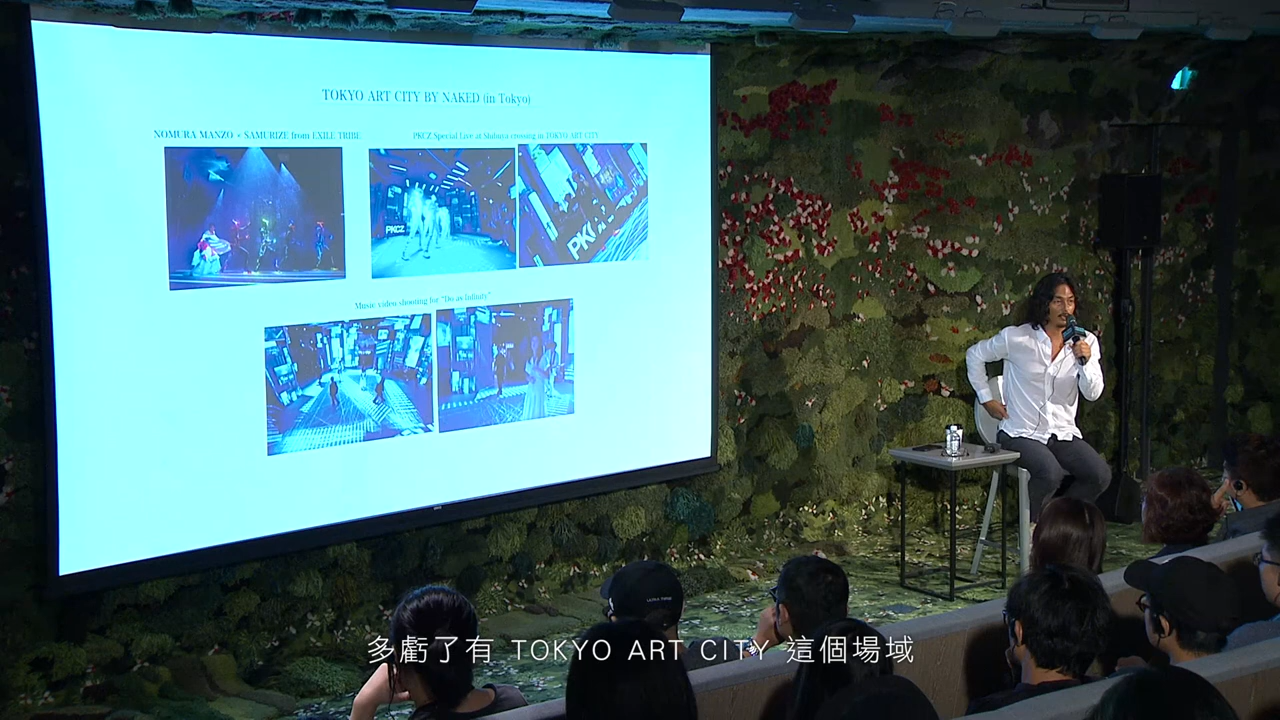 TOKYO ART CITY BY NAKED (in Tokyo)
NOMURA MANZO × SAMURIZE from EXILE TRIBE
PKCZ Special Live at Shibuya crossing in TOKYO ART CITY
PKCZ
Music video shooting for "Do as Infinity"
多虧了有 TOKYO ART CITY 這個場域